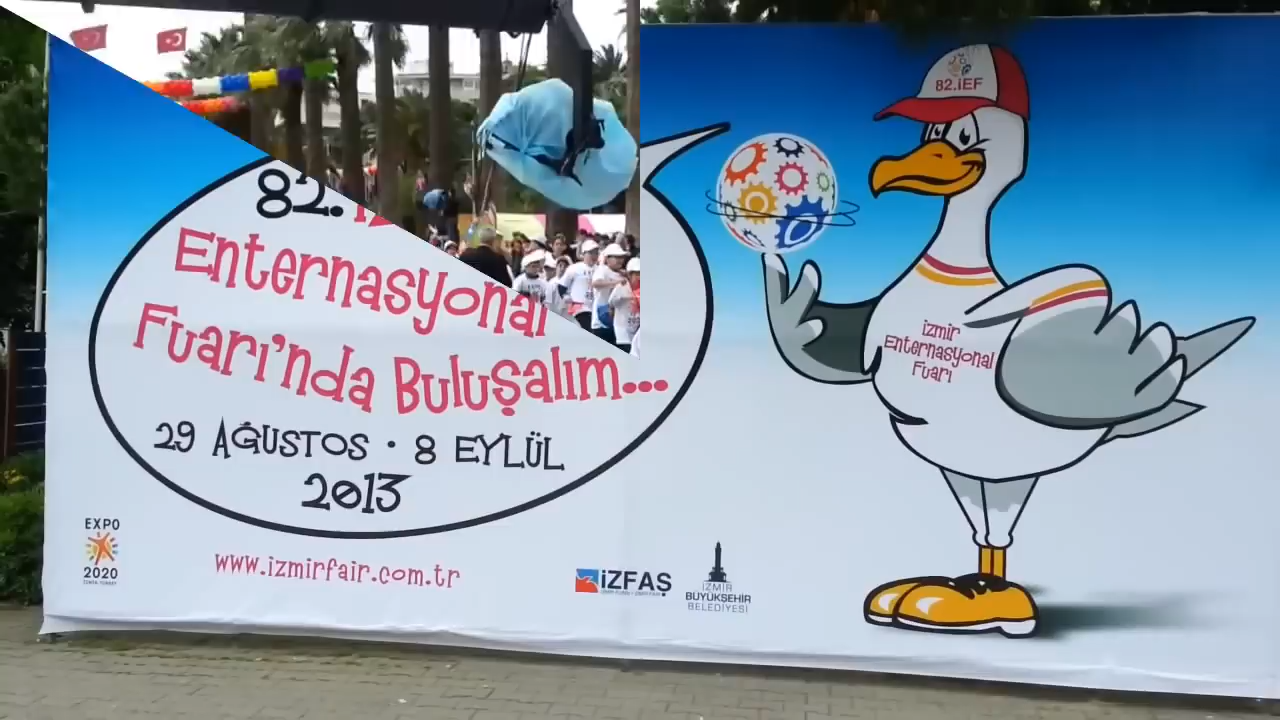 82.
Enternasyonal
Fuarı'nda Buluşalım...
29 AĞUSTOS • 8 EYLÜL
2013
EXPO
2020
www.izmirfair.com.tr
İZFAŞ
İZMİR
BÜYÜKŞEHİR
BELEDİYESİ
82.İEF
İzmir
Enternasyonal
Fuarı